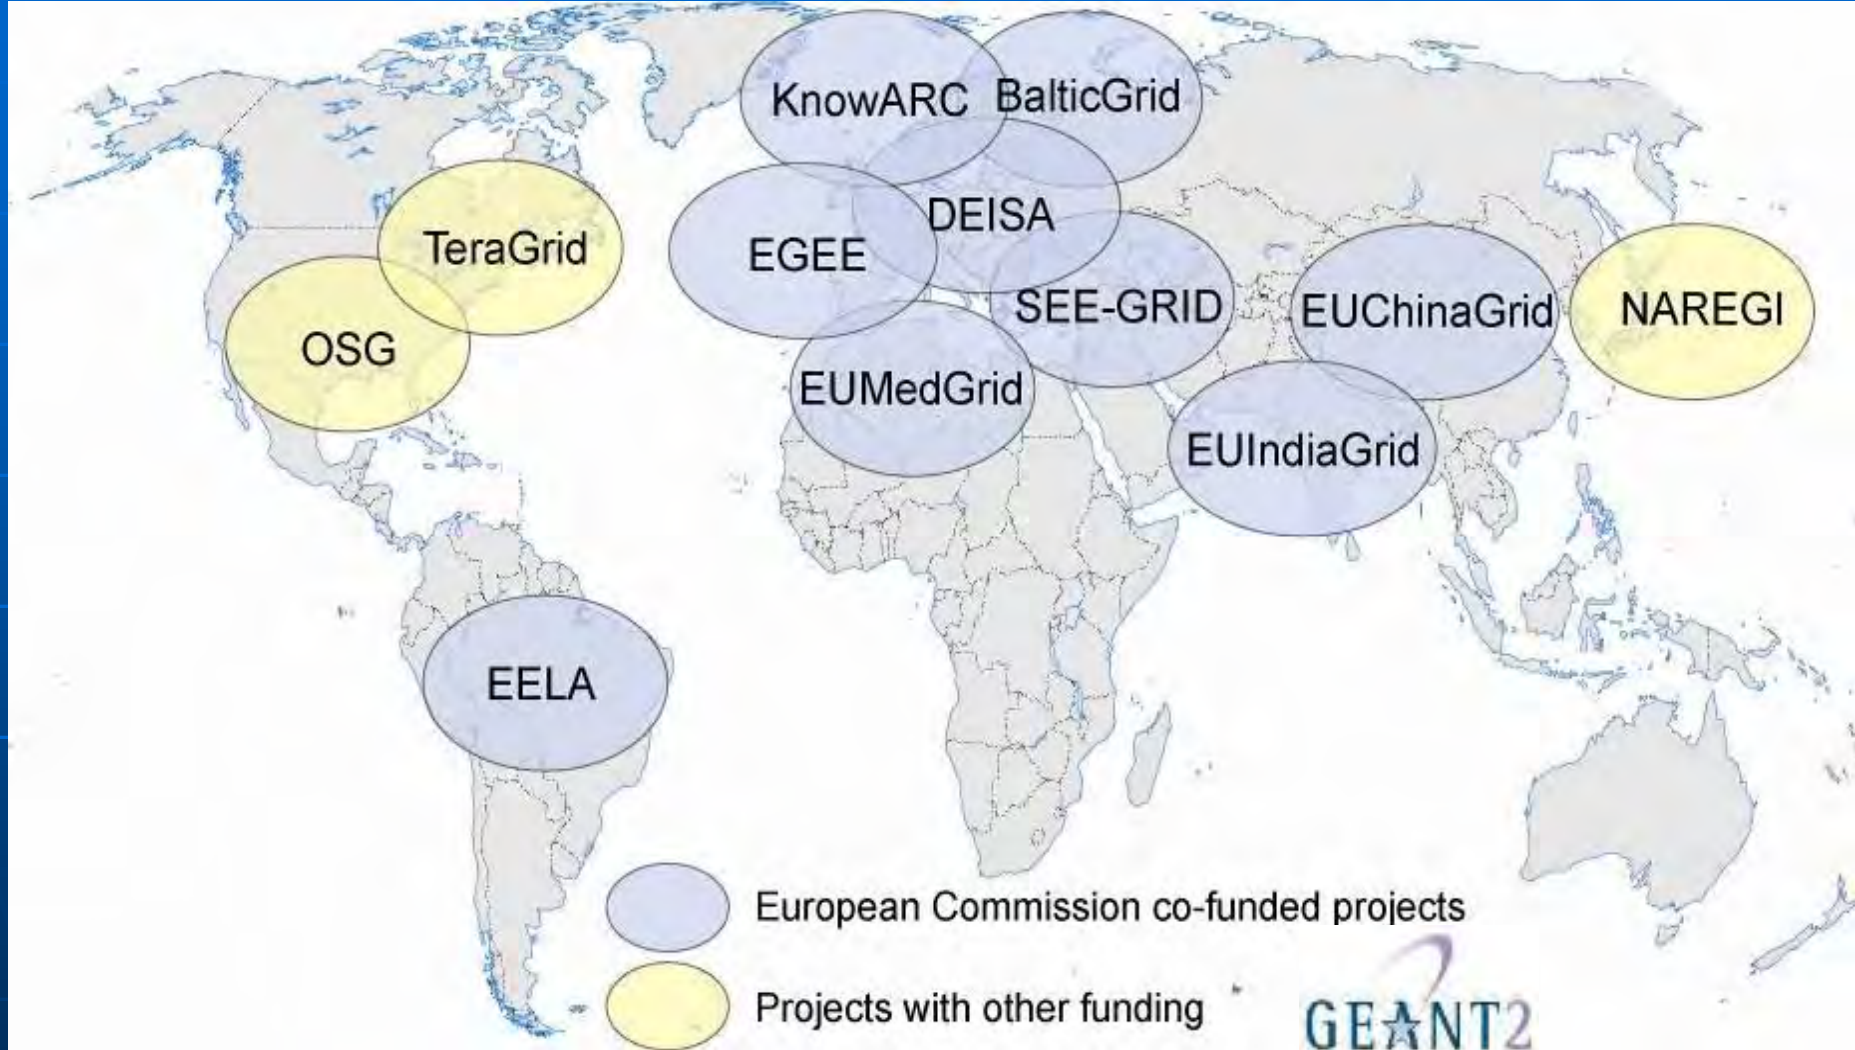 KnowARC
BalticGrid
TeraGrid
DEISA
EGEE
OSG
SEE-GRID
EUChinaGrid
NAREGI
EUMedGrid
EUIndiaGrid
EELA
European Commission co-funded projects
Projects with other funding
GEANT2